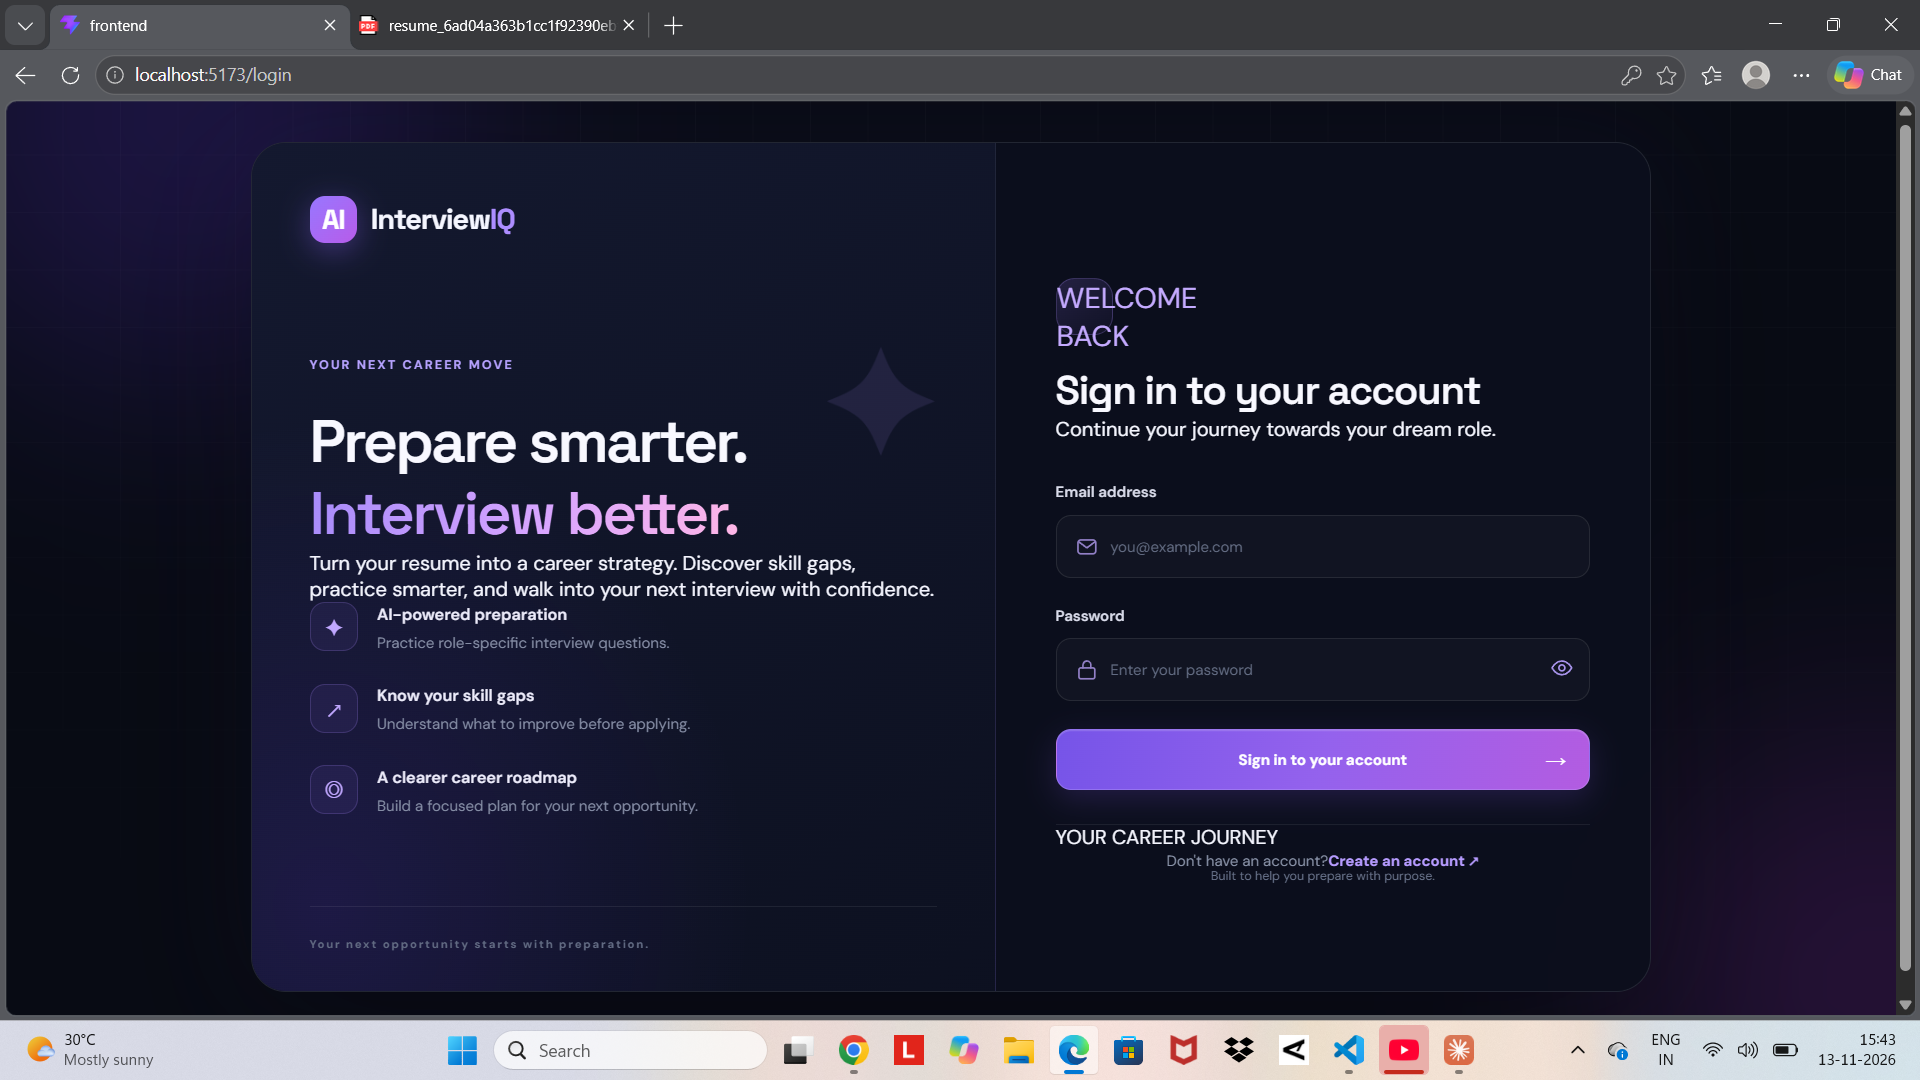 frontend
resume_6ad04a363b1cc1f92390eb
localhost:5173/login
Chat
AI InterviewIQ
YOUR NEXT CAREER MOVE
Prepare smarter.
Interview better.
Turn your resume into a career strategy. Discover skill gaps,
practice smarter, and walk into your next interview with confidence.
AI-powered preparation
Practice role-specific interview questions.
Know your skill gaps
Understand what to improve before applying.
A clearer career roadmap
Build a focused plan for your next opportunity.
Your next opportunity starts with preparation.
WELCOME
BACK
Sign in to your account
Continue your journey towards your dream role.
Email address
you@example.com
Password
Enter your password
Sign in to your account →
YOUR CAREER JOURNEY
Don't have an account?Create an account ↗
Built to help you prepare with purpose.
30°C
Mostly sunny
Search
L
ENG
IN
15:43
13-11-2026